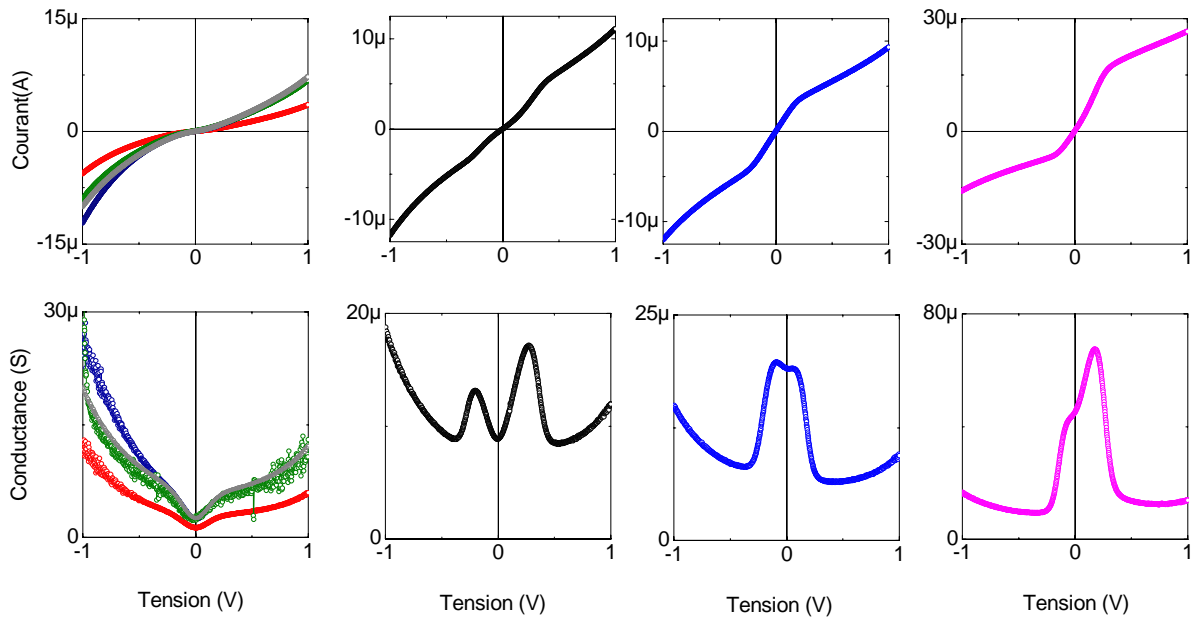 15µ
0
-15µ
-1 0 1
10µ
0
-10µ
-1 0 1
10µ
0
-10µ
-1 0 1
30µ
0
-30µ
-1 0 1
Courant(A)
30µ
0
-1 0 1
20µ
0
-1 0 1
25µ
0
-1 0 1
80µ
0
-1 0 1
Conductance (S)
Tension (V)
Tension (V)
Tension (V)
Tension (V)